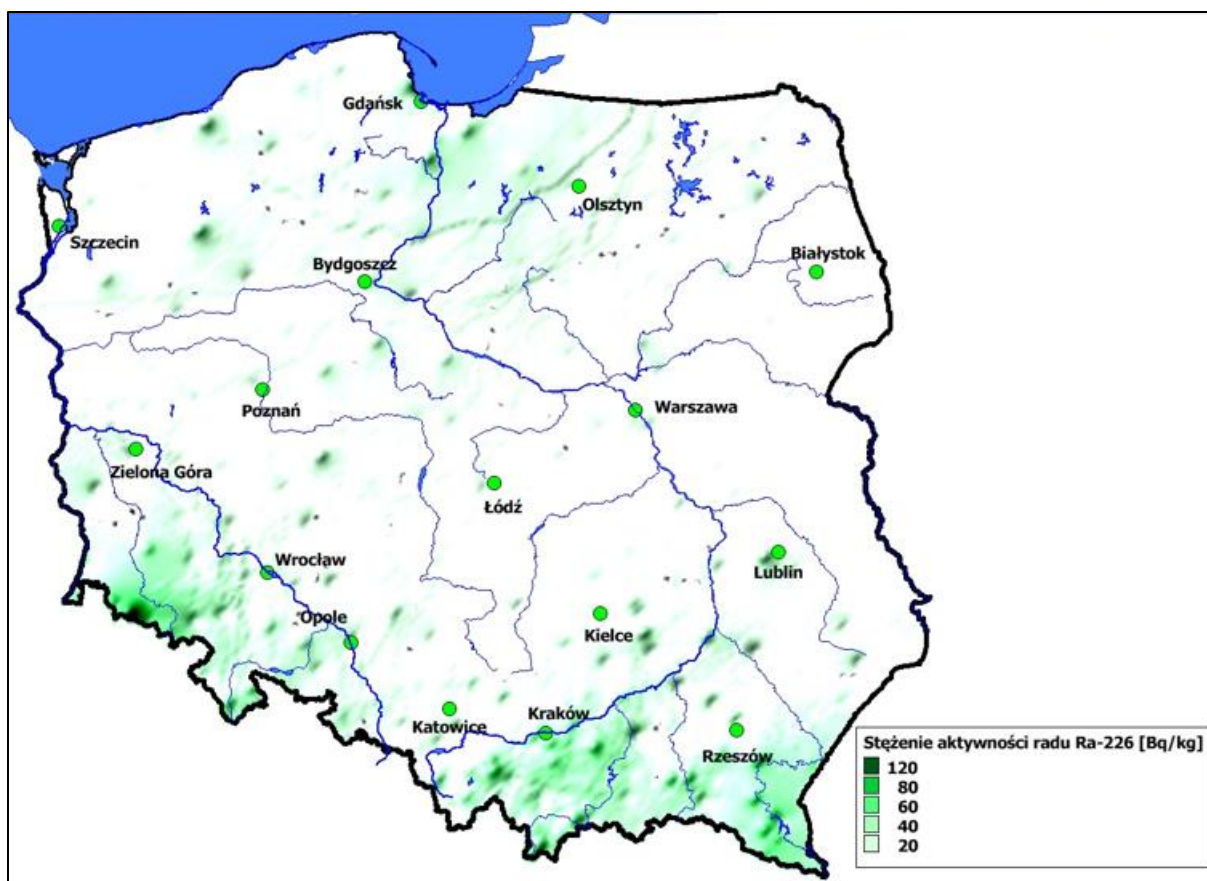 Gdańsk
Olsztyn
Szczecin
Białystok
Bydgoszcz
Warszawa
Poznań
Zielona Góra
Łódź
Wrocław
Lublin
Opole
Kielce
Katowice
Kraków
Rzeszów
Stężenie aktywności radu Ra-226 [Bq/kg]
120
80
60
40
20